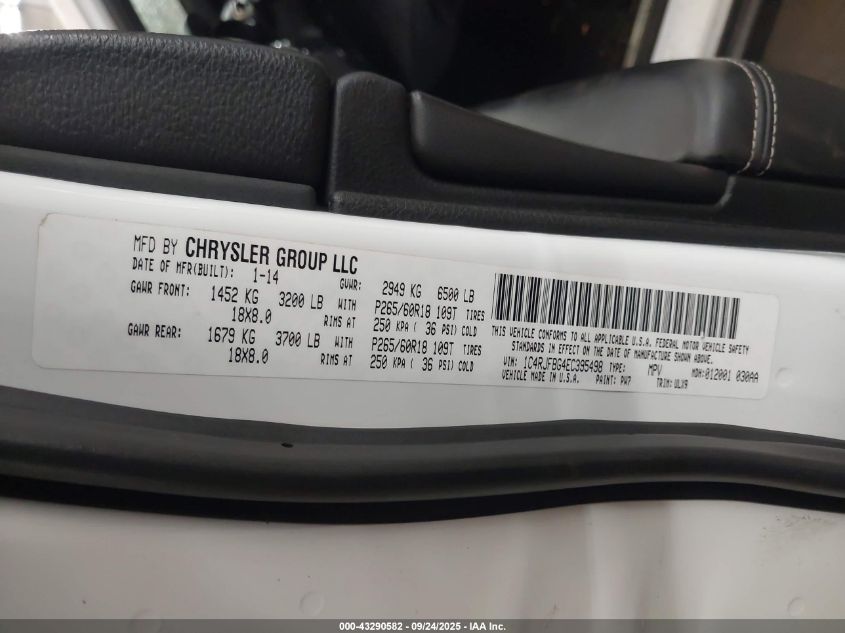 MFD BY CHRYSLER GROUP LLC
DATE OF MFR(BUILT): 1-14 GVWR: 2949 KG 6500 LB
GAWR FRONT: 1452 KG 3200 LB WITH P265/60R18 109T TIRES
18X8.0 RIMS AT 250 KPA ( 36 PSI) COLD
GAWR REAR: 1679 KG 3700 LB WITH P265/60R18 109T TIRES
18X8.0 RIMS AT 250 KPA ( 36 PSI) COLD
THIS VEHICLE CONFORMS TO ALL APPLICABLE U.S.A. FEDERAL MOTOR VEHICLE SAFETY
STANDARDS IN EFFECT ON THE DATE OF MANUFACTURE SHOWN ABOVE.
VIN: 1C4RJFBG4EC395498 TYPE: MPV MDH:012001 030AA
VEHICLE MADE IN U.S.A. PAINT: PW7 TRIM: ULX9
000-43290582 - 09/24/2025 - IAA Inc.